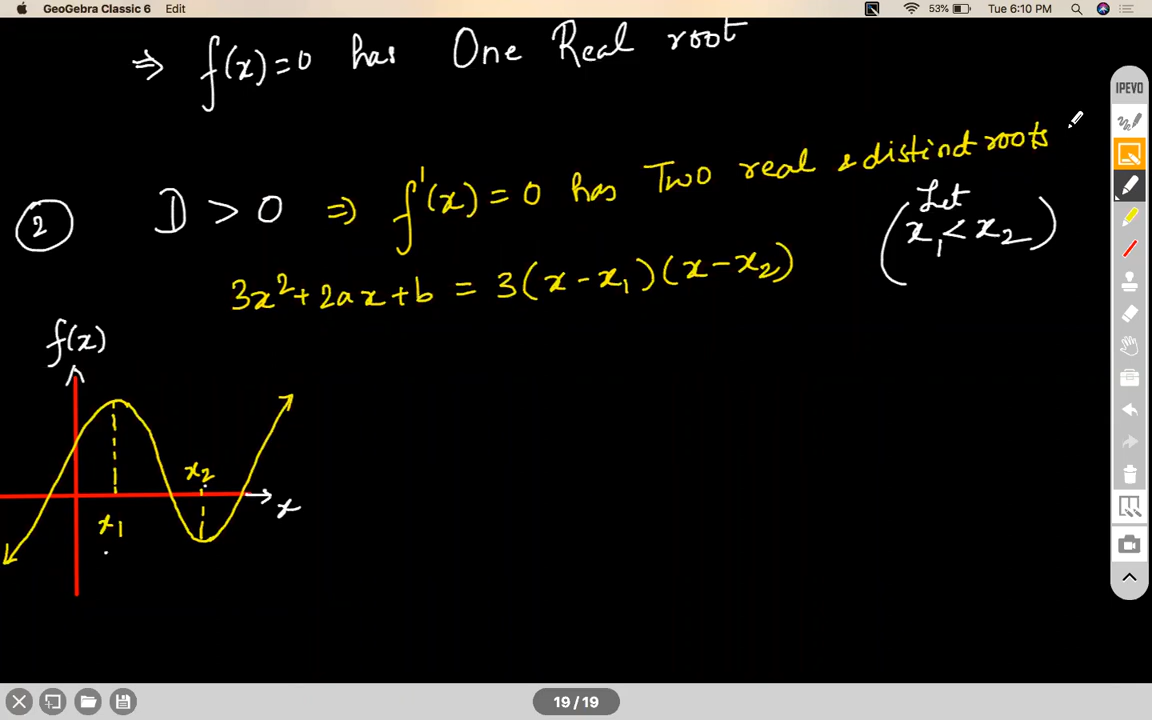 GeoGebra Classic 6 Edit 53% Tue 6:10 PM
⇒ f(x)=0 has One Real root
IPEVO
② D > 0 ⇒ f'(x) = 0 has Two real & distinct roots
(Let x₁ < x₂)
3x²+2ax+b = 3(x-x₁)(x-x₂)
f(x)
x₂
x
x₁
19 / 19